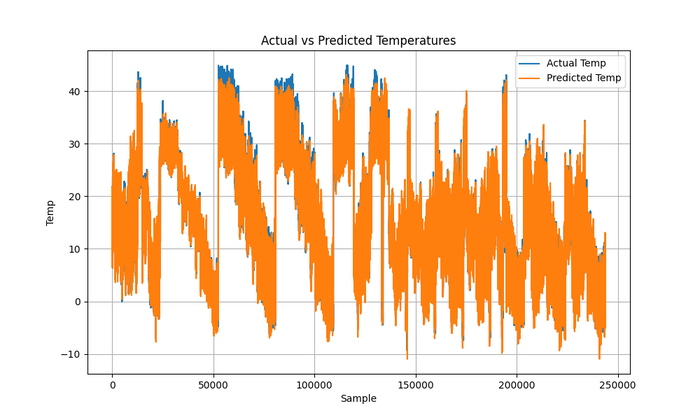 Actual vs Predicted Temperatures
Actual Temp
Predicted Temp
40
30
20
10
0
−10
Temp
0
50000
100000
150000
200000
250000
Sample